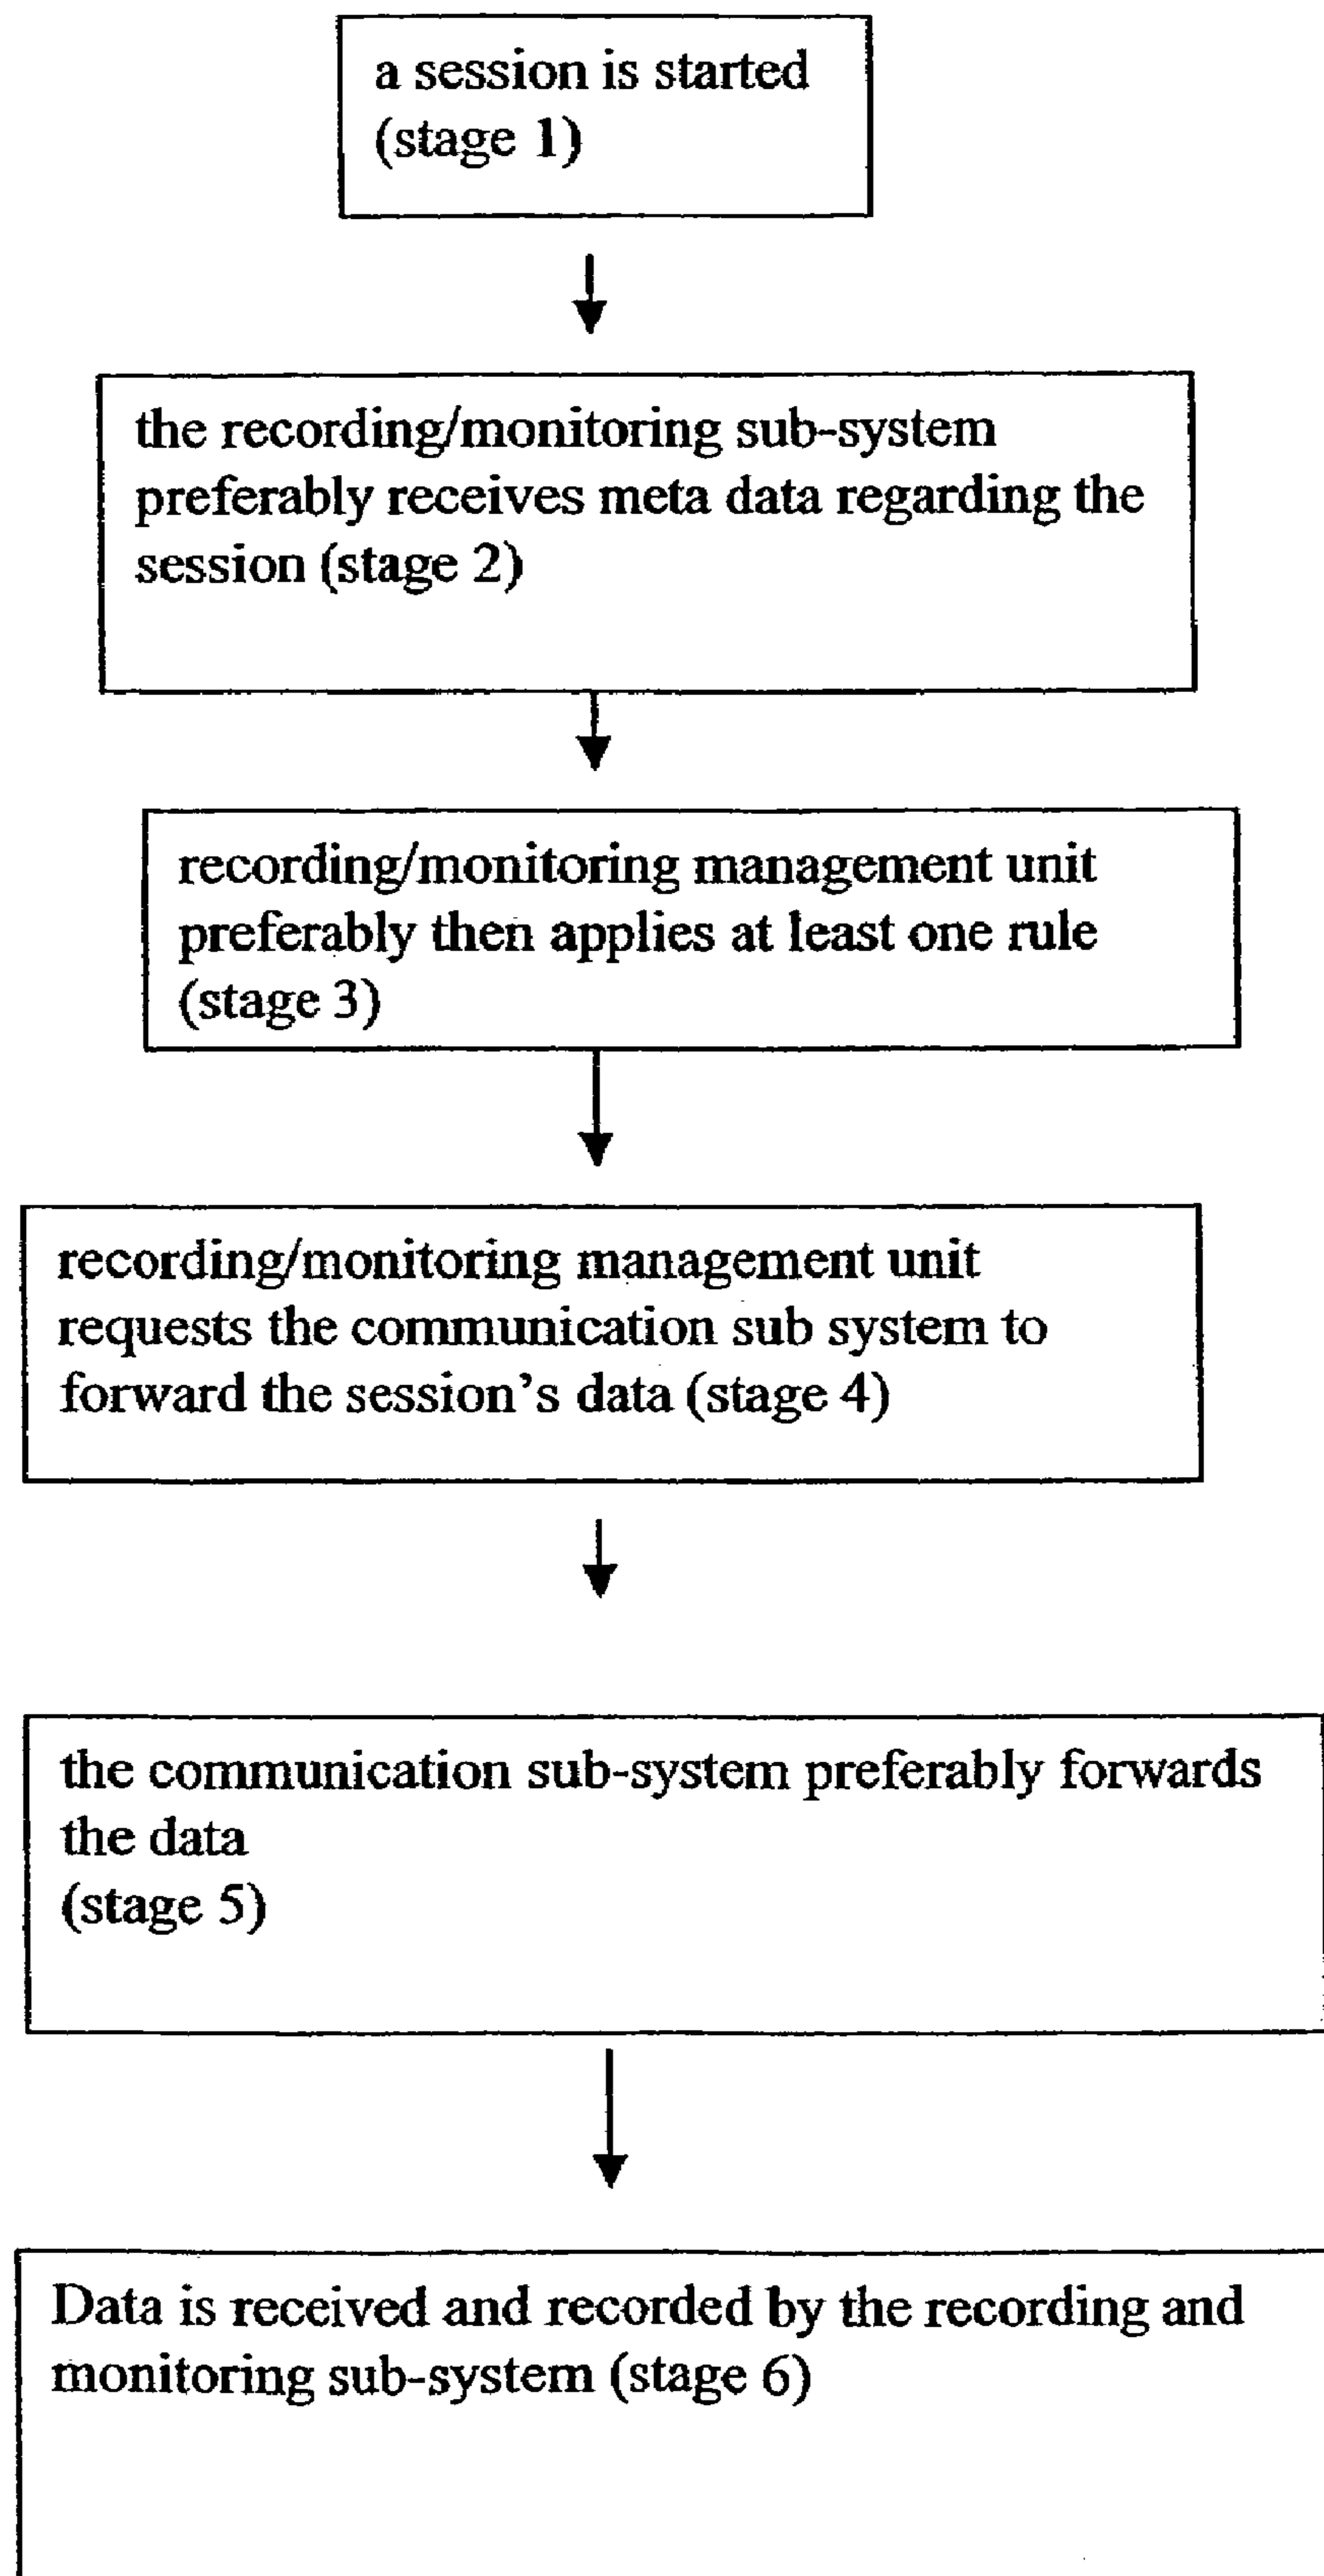 a session is started
(stage 1)
the recording/monitoring sub-system
preferably receives meta data regarding the
session (stage 2)
recording/monitoring management unit
preferably then applies at least one rule
(stage 3)
recording/monitoring management unit
requests the communication sub system to
forward the session's data (stage 4)
the communication sub-system preferably forwards
the data
(stage 5)
Data is received and recorded by the recording and
monitoring sub-system (stage 6)